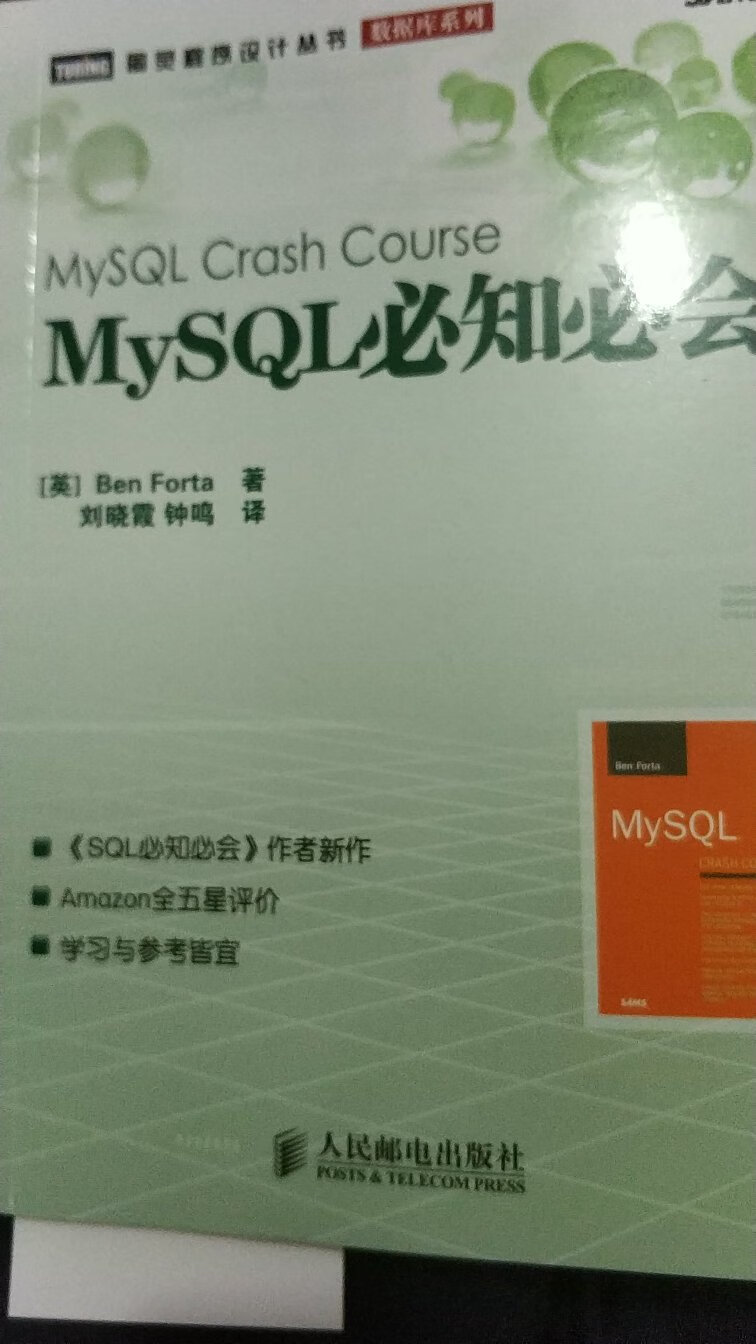 TURING 图灵程序设计丛书 数据库系列
MySQL Crash Course
MySQL必知必会
[英] Ben Forta 著
刘晓霞 钟鸣 译
Ben Forta
MySQL
CRASH CO
■ 《SQL必知必会》作者新作
■ Amazon全五星评价
■ 学习与参考皆宜
SAMS
人民邮电出版社
POSTS & TELECOM PRESS